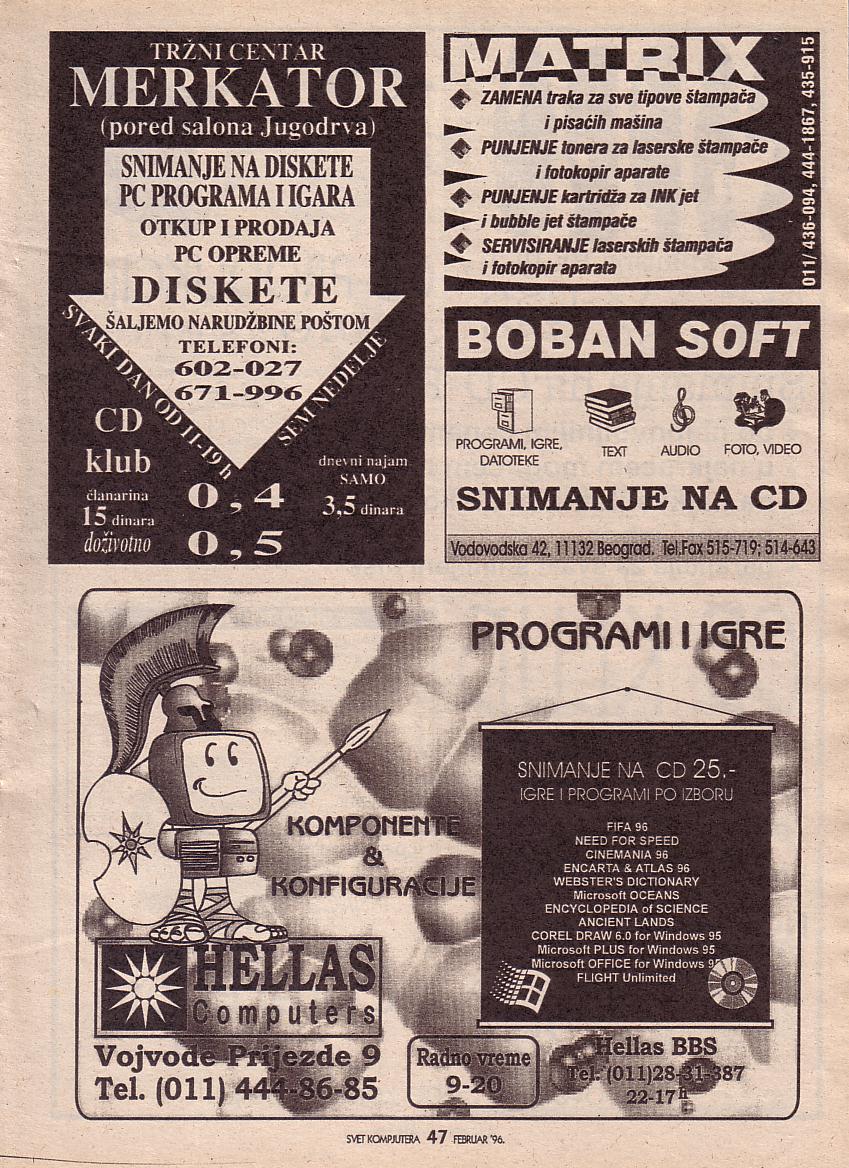 TRŽNI CENTAR
MERKATOR
(pored salona Jugodrva)
SNIMANJE NA DISKETE
PC PROGRAMA I IGARA
OTKUP I PRODAJA
PC OPREME
DISKETE
ŠALJEMO NARUDŽBINE POŠTOM
TELEFONI:
602-027
671-996
SVAKI DAN OD 11-19 h
SEM NEDELJE
CD
klub
članarina
15 dinara
doživotno
0,4
0,5
dnevni najam
SAMO
3,5 dinara
MATRIX
ZAMENA traka za sve tipove štampača
i pisaćih mašina
PUNJENJE tonera za laserske štampače
i fotokopir aparate
PUNJENJE kartridža za INK jet
i bubble jet štampače
SERVISIRANJE laserskih štampača
i fotokopir aparata
011/ 436-094, 444-1867, 435-915
BOBAN SOFT
PROGRAMI, IGRE,
DATOTEKE
TEXT
AUDIO
FOTO, VIDEO
SNIMANJE NA CD
Vodovodska 42, 11132 Beograd. Tel.Fax 515-719; 514-643
PROGRAMI I IGRE
SNIMANJE NA CD 25.-
IGRE I PROGRAMI PO IZBORU
FIFA 96
NEED FOR SPEED
CINEMANIA 96
ENCARTA & ATLAS 96
WEBSTER'S DICTIONARY
Microsoft OCEANS
ENCYCLOPEDIA of SCIENCE
ANCIENT LANDS
COREL DRAW 6.0 for Windows 95
Microsoft PLUS for Windows 95
Microsoft OFFICE for Windows 95
FLIGHT Unlimited
KOMPONENTE
&
KONFIGURACIJE
HELLAS
Computers
Vojvode Prijezde 9
Tel. (011) 444-86-85
Radno vreme
9-20
Hellas BBS
Tel. (011)28-31-387
22-17h
SVET KOMPJUTERA 47 FEBRUAR '96.